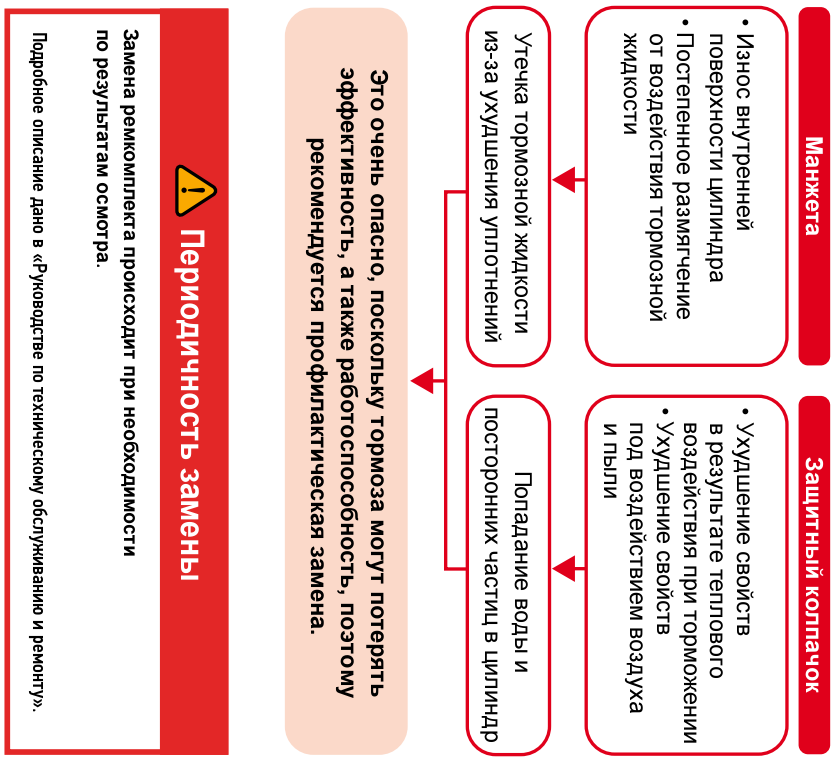 Манжета
• Износ внутренней
поверхности цилиндра
• Постепенное размягчение
от воздействия тормозной
жидкости
Утечка тормозной жидкости
из-за ухудшения уплотнений
Защитный колпачок
• Ухудшение свойств
в результате теплового
воздействия при торможении
• Ухудшение свойств
под воздействием воздуха
и пыли
Попадание воды и
посторонних частиц в цилиндр
Это очень опасно, поскольку тормоза могут потерять
эффективность, а также работоспособность, поэтому
рекомендуется профилактическая замена.
Периодичность замены
Замена ремкомплекта происходит при необходимости
по результатам осмотра.
Подробное описание дано в «Руководстве по техническому обслуживанию и ремонту».